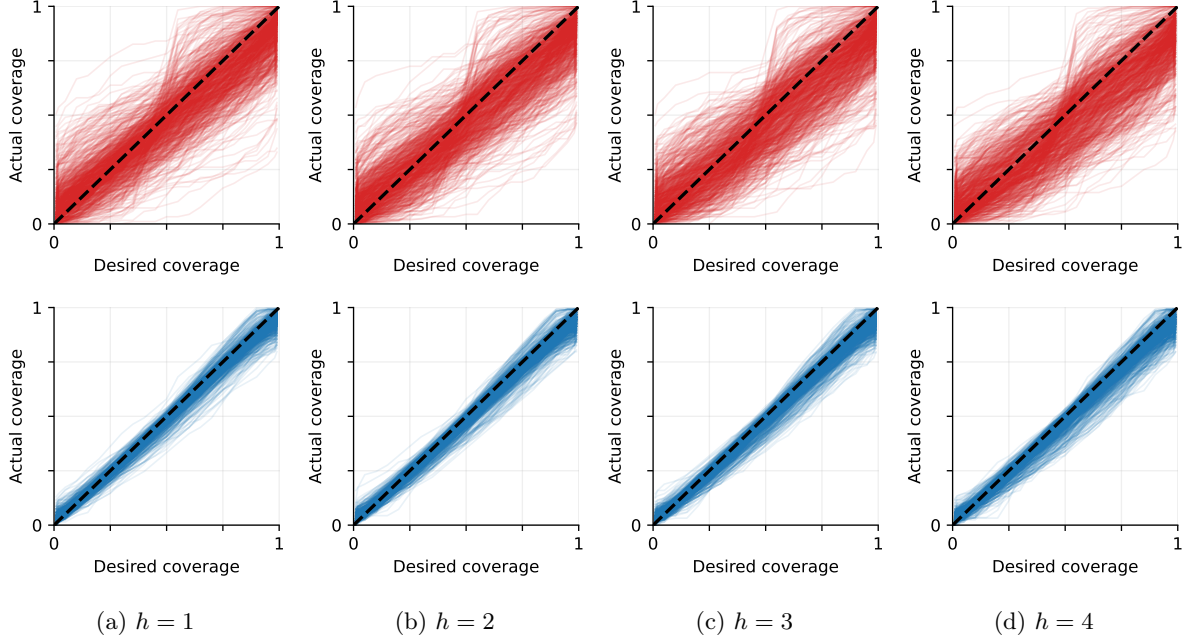 1 1 1 1
Actual coverage Actual coverage Actual coverage Actual coverage
0 0 0 0
0 1 0 1 0 1 0 1
Desired coverage Desired coverage Desired coverage Desired coverage
1 1 1 1
Actual coverage Actual coverage Actual coverage Actual coverage
0 0 0 0
0 1 0 1 0 1 0 1
Desired coverage Desired coverage Desired coverage Desired coverage
(a) h = 1 (b) h = 2 (c) h = 3 (d) h = 4